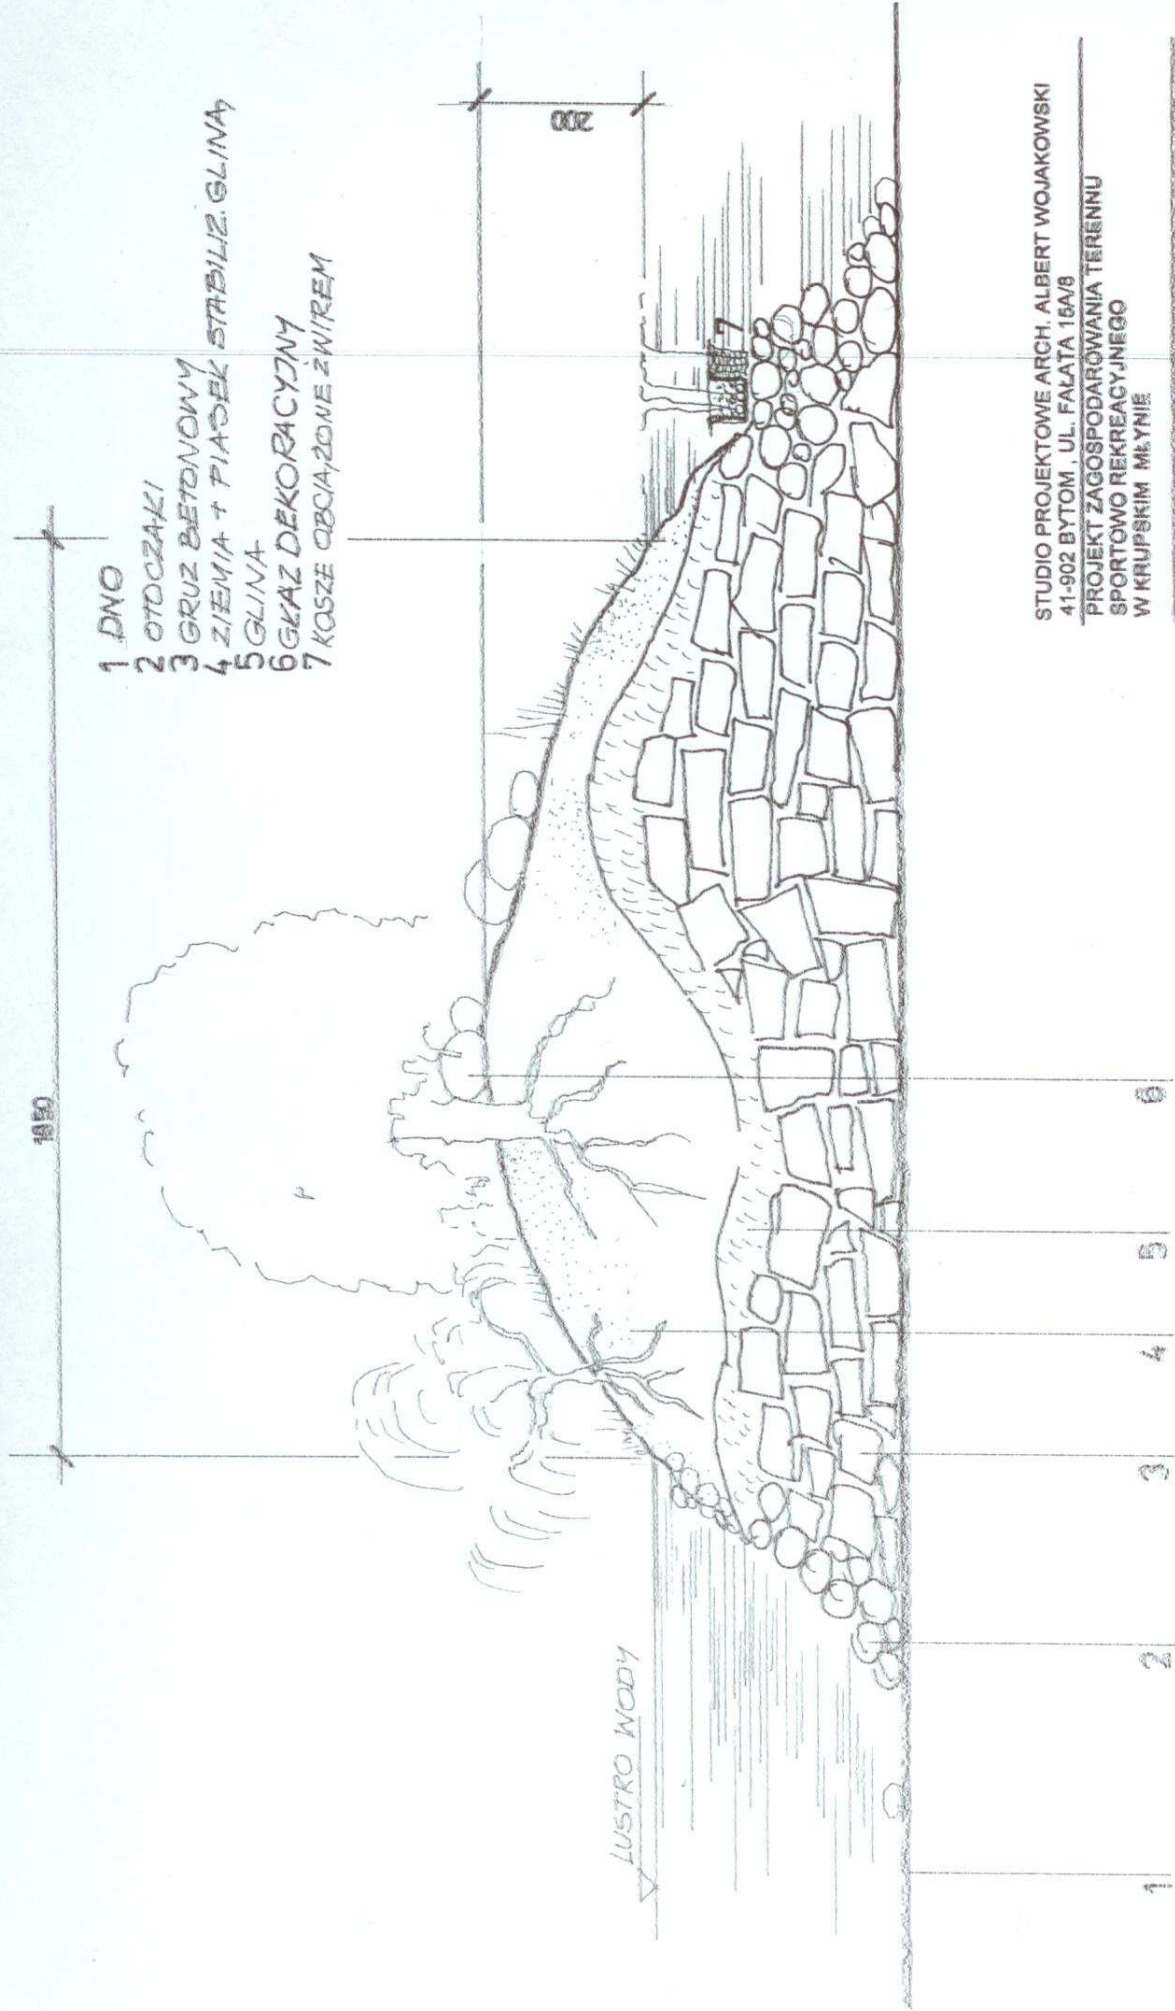 1 DNO
2 OTOCZAKI
3 GRUZ BETONOWY
4 ZIEMIA + PIASEK STABILIZ. GLINĄ,
5 GLINA
6 GŁAZ DEKORACYJNY
7 KOSZE OBCIĄŻONE ŻWIREM
200
7
LUSTRO WODY
1
2
3
4
5
6
STUDIO PROJEKTOWE ARCH. ALBERT WOJAKOWSKI
41-902 BYTOM , UL. FAŁATA 15A/8
PROJEKT ZAGOSPODAROWANIA TERENNU
SPORTOWO REKREACYJNEGO
W KRUPSKIM MŁYNIE